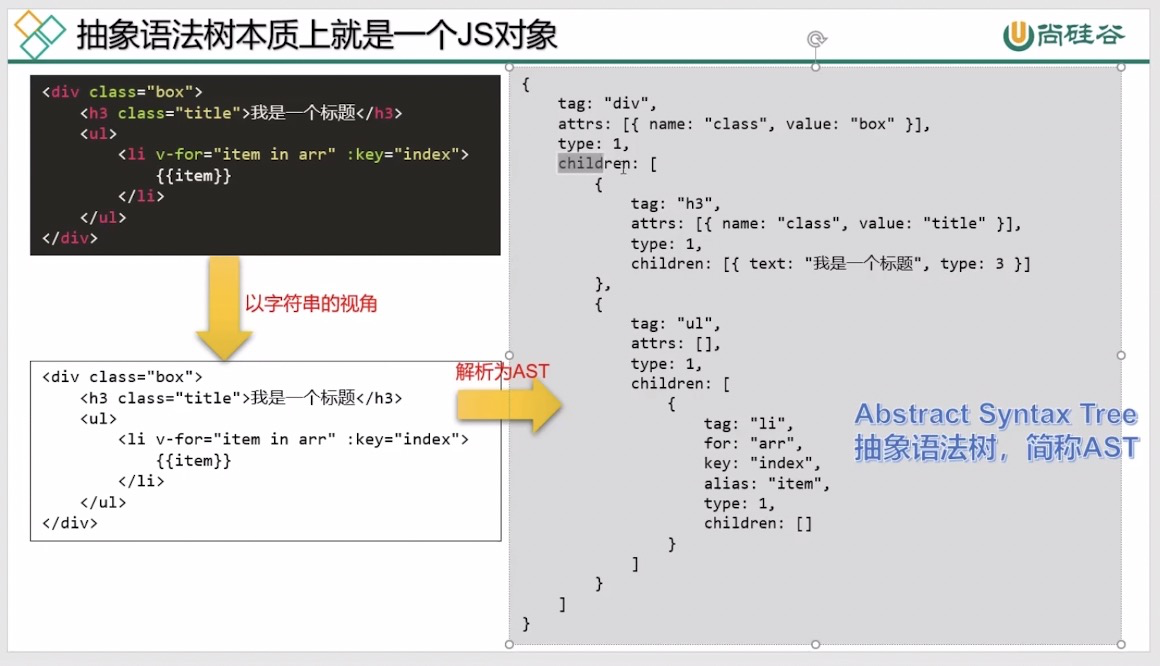 抽象语法树本质上就是一个JS对象
尚硅谷
<div class="box">
<h3 class="title">我是一个标题</h3>
<ul>
<li v-for="item in arr" :key="index">
{{item}}
</li>
</ul>
</div>
以字符串的视角
<div class="box">
<h3 class="title">我是一个标题</h3>
<ul>
<li v-for="item in arr" :key="index">
{{item}}
</li>
</ul>
</div>
解析为AST
{
tag: "div",
attrs: [{ name: "class", value: "box" }],
type: 1,
children: [
{
tag: "h3",
attrs: [{ name: "class", value: "title" }],
type: 1,
children: [{ text: "我是一个标题", type: 3 }]
},
{
tag: "ul",
attrs: [],
type: 1,
children: [
{
tag: "li",
for: "arr",
key: "index",
alias: "item",
type: 1,
children: []
}
]
}
]
}
Abstract Syntax Tree
抽象语法树，简称AST